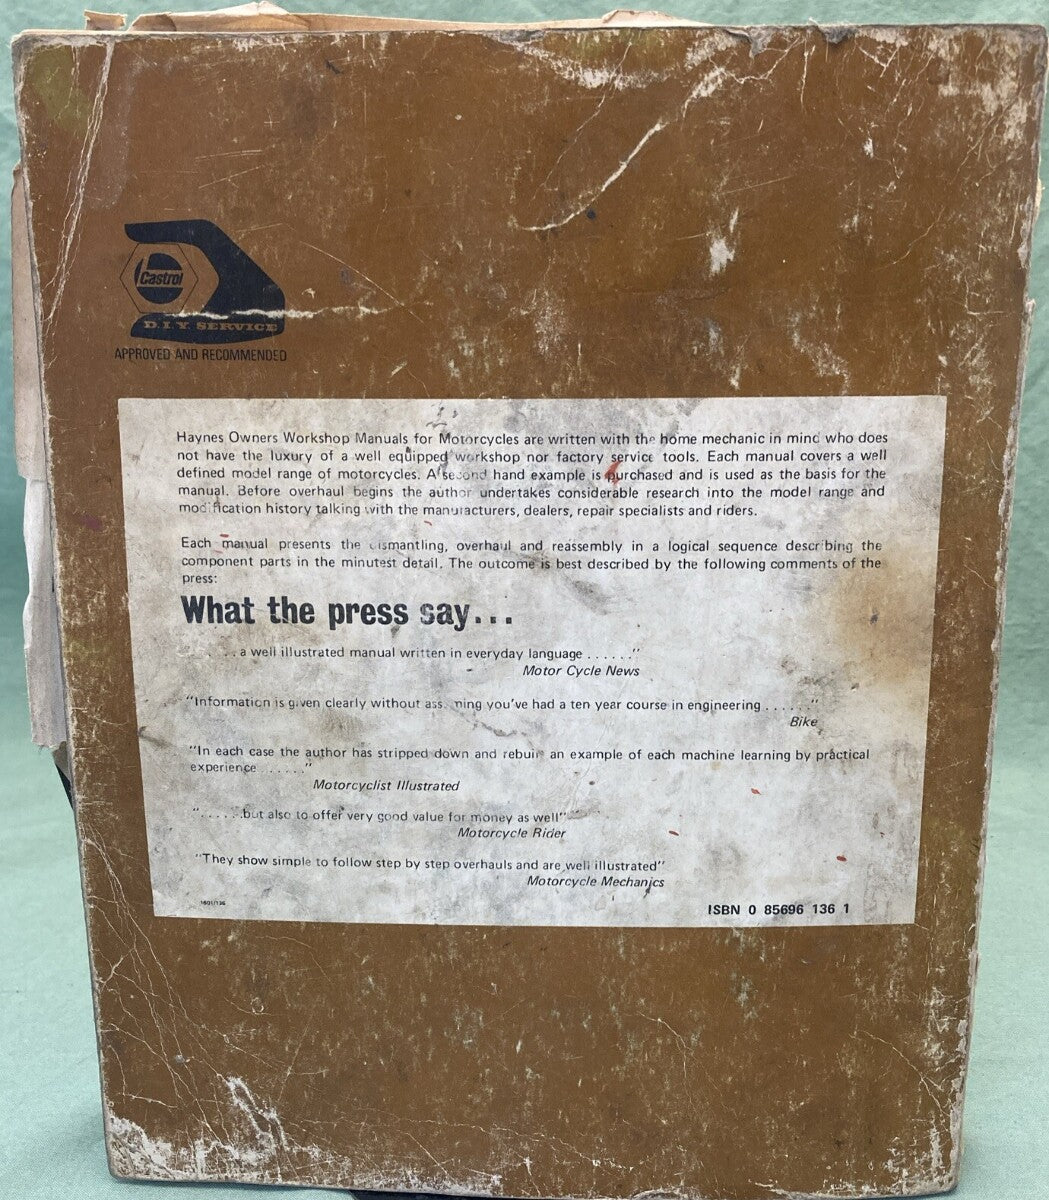 Castrol
D.I.Y. SERVICE
APPROVED AND RECOMMENDED
Haynes Owners Workshop Manuals for Motorcycles are written with the home mechanic in mind who does
not have the luxury of a well equipped workshop nor factory service tools. Each manual covers a well
defined model range of motorcycles. A second hand example is purchased and is used as the basis for the
manual. Before overhaul begins the author undertakes considerable research into the model range and
modification history talking with the manufacturers, dealers, repair specialists and riders.
Each manual presents the dismantling, overhaul and reassembly in a logical sequence describing the
component parts in the minutest detail. The outcome is best described by the following comments of the
press:
What the press say...
. . a well illustrated manual written in everyday language . . . . . ."
Motor Cycle News
"Information is given clearly without assuming you've had a ten year course in engineering . . . . . ."
Bike
"In each case the author has stripped down and rebuilt an example of each machine learning by practical
experience . . . . . ."
Motorcyclist Illustrated
". . . . . .but also to offer very good value for money as well"
Motorcycle Rider
"They show simple to follow step by step overhauls and are well illustrated"
Motorcycle Mechanics
1601/136
ISBN 0 85696 136 1